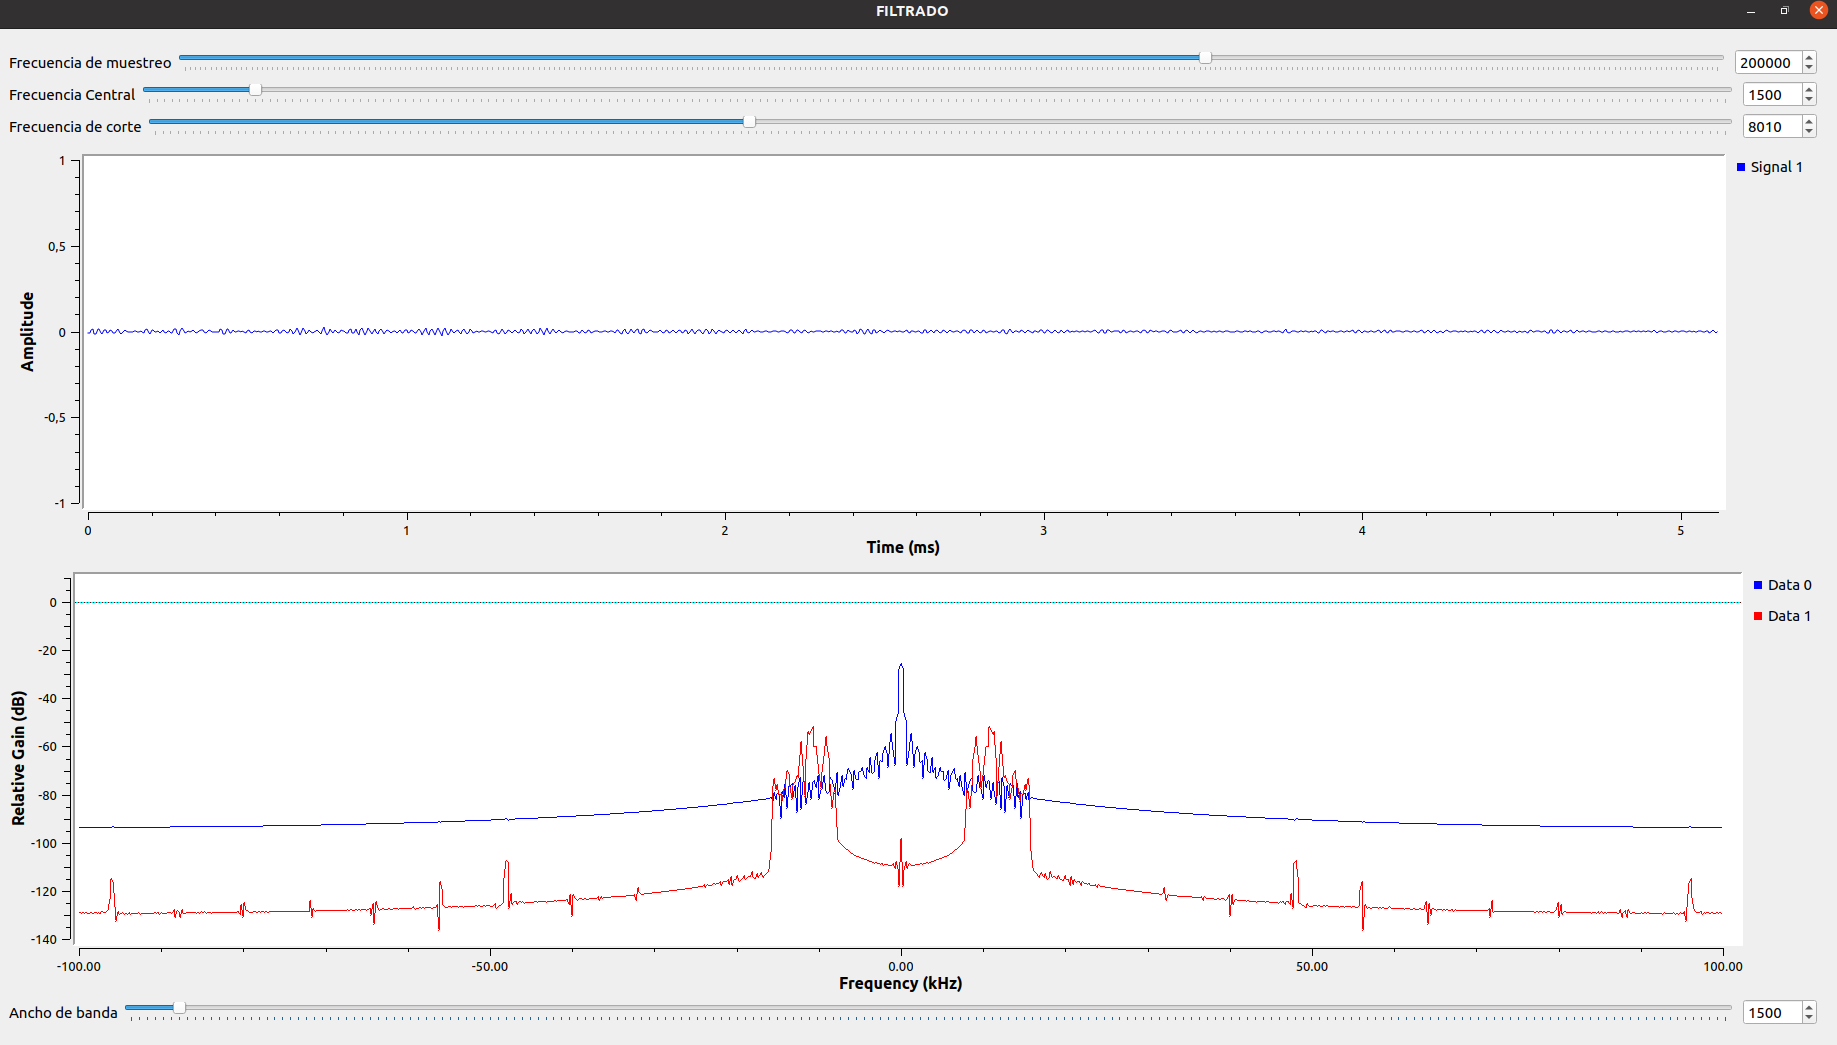 FILTRADO
Frecuencia de muestreo 200000
Frecuencia Central 1500
Frecuencia de corte 8010
Signal 1
1
0,5
0
-0,5
-1
Amplitude
0 1 2 3 4 5
Time (ms)
Data 0
Data 1
0
-20
-40
-60
-80
-100
-120
-140
Relative Gain (dB)
-100.00 -50.00 0.00 50.00 100.00
Frequency (kHz)
Ancho de banda 1500